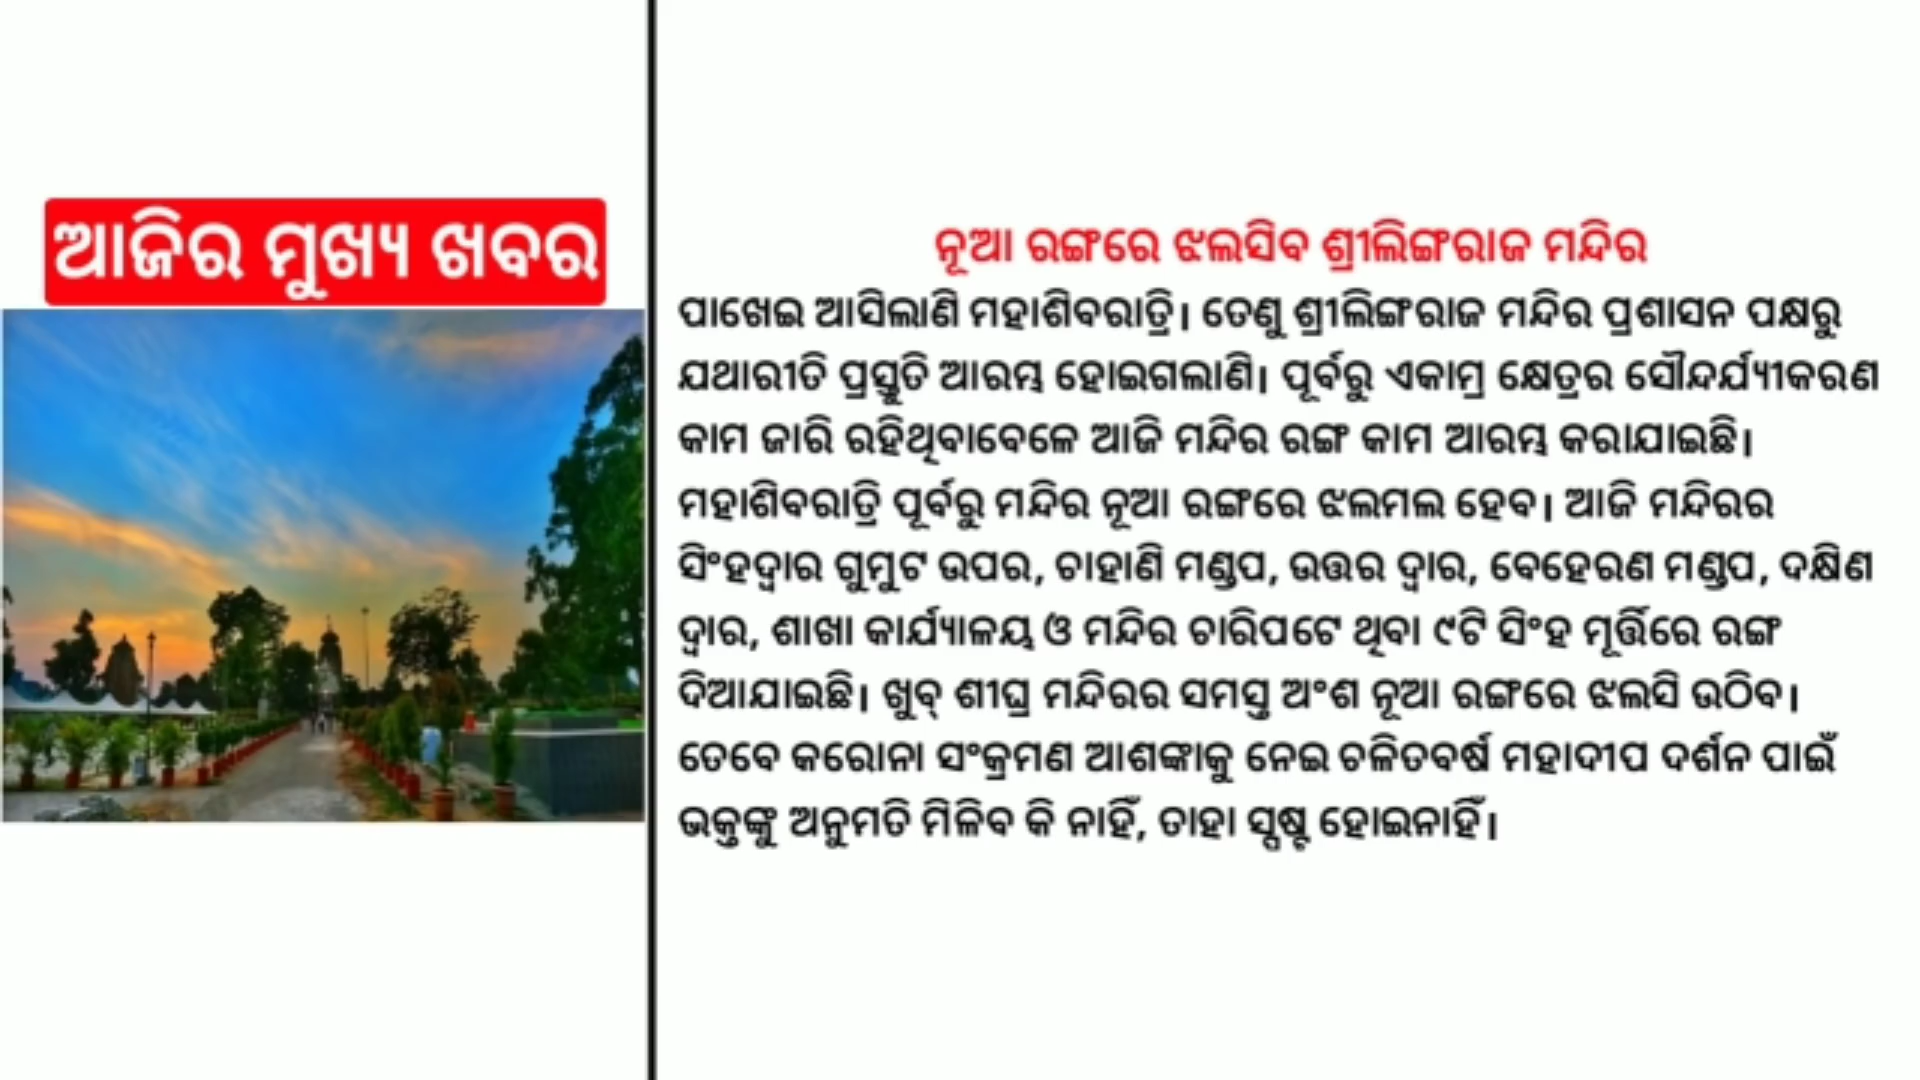 ଆଜିର ମୁଖ୍ୟ ଖବର
ନୂଆ ରଙ୍ଗରେ ଝଲସିବ ଶ୍ରୀଲିଙ୍ଗରାଜ ମନ୍ଦିର
ପାଖେଇ ଆସିଲାଣି ମହାଶିବରାତ୍ରି। ତେଣୁ ଶ୍ରୀଲିଙ୍ଗରାଜ ମନ୍ଦିର ପ୍ରଶାସନ ପକ୍ଷରୁ
ଯଥାରୀତି ପ୍ରସ୍ତୁତି ଆରମ୍ଭ ହୋଇଗଲାଣି। ପୂର୍ବରୁ ଏକାମ୍ର କ୍ଷେତ୍ରର ସୌନ୍ଦର୍ଯ୍ୟୀକରଣ
କାମ ଜାରି ରହିଥିବାବେଳେ ଆଜି ମନ୍ଦିର ରଙ୍ଗ କାମ ଆରମ୍ଭ କରାଯାଇଛି।
ମହାଶିବରାତ୍ରି ପୂର୍ବରୁ ମନ୍ଦିର ନୂଆ ରଙ୍ଗରେ ଝଲମଲ ହେବ। ଆଜି ମନ୍ଦିରର
ସିଂହଦ୍ୱାର ଗୁମୁଟ ଉପର, ଚାହାଣି ମଣ୍ଡପ, ଉତ୍ତର ଦ୍ୱାର, ବେହେରଣ ମଣ୍ଡପ, ଦକ୍ଷିଣ
ଦ୍ୱାର, ଶାଖା କାର୍ଯ୍ୟାଳୟ ଓ ମନ୍ଦିର ଚାରିପଟେ ଥିବା ୯ଟି ସିଂହ ମୂର୍ତ୍ତିରେ ରଙ୍ଗ
ଦିଆଯାଇଛି। ଖୁବ୍ ଶୀଘ୍ର ମନ୍ଦିରର ସମସ୍ତ ଅଂଶ ନୂଆ ରଙ୍ଗରେ ଝଲସି ଉଠିବ।
ତେବେ କରୋନା ସଂକ୍ରମଣ ଆଶଙ୍କାକୁ ନେଇ ଚଳିତବର୍ଷ ମହାଦୀପ ଦର୍ଶନ ପାଇଁ
ଭକ୍ତଙ୍କୁ ଅନୁମତି ମିଳିବ କି ନାହିଁ, ତାହା ସ୍ପଷ୍ଟ ହୋଇନାହିଁ।